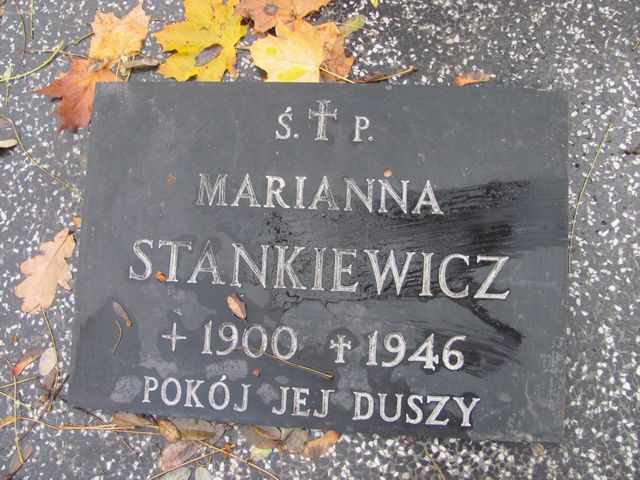 Ś. ✝ P.
MARIANNA
STANKIEWICZ
+ 1900 ✝ 1946
POKÓJ JEJ DUSZY